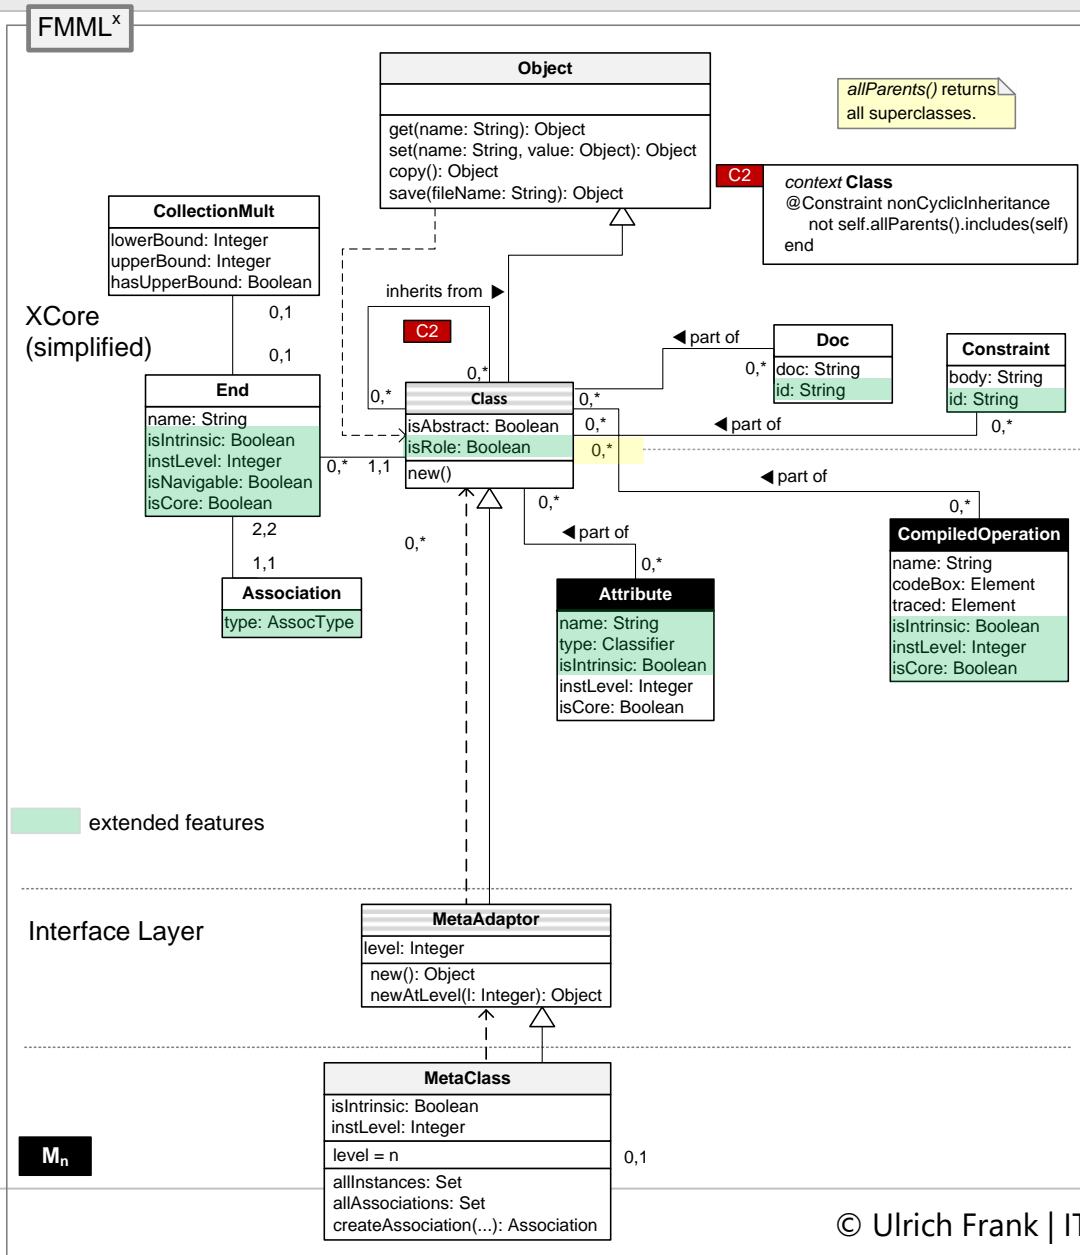 FMMLx
Object
get(name: String): Object
set(name: String, value: Object): Object
copy(): Object
save(fileName: String): Object
allParents() returns
all superclasses.
C2
context Class
@Constraint nonCyclicInheritance
not self.allParents().includes(self)
end
CollectionMult
lowerBound: Integer
upperBound: Integer
hasUpperBound: Boolean
XCore
(simplified)
0,1
0,1
inherits from ▶
C2
0,*
0,*
End
name: String
isIntrinsic: Boolean
instLevel: Integer
isNavigable: Boolean
isCore: Boolean
0,*
1,1
Class
isAbstract: Boolean
isRole: Boolean
new()
◀ part of
0,*
0,*
Doc
doc: String
id: String
Constraint
body: String
id: String
0,*
◀ part of
0,*
0,*
◀ part of
0,*
2,2
1,1
Association
type: AssocType
0,*
0,*
◀ part of
0,*
Attribute
name: String
type: Classifier
isIntrinsic: Boolean
instLevel: Integer
isCore: Boolean
CompiledOperation
name: String
codeBox: Element
traced: Element
isIntrinsic: Boolean
instLevel: Integer
isCore: Boolean
extended features
Interface Layer
MetaAdaptor
level: Integer
new(): Object
newAtLevel(l: Integer): Object
MetaClass
isIntrinsic: Boolean
instLevel: Integer
level = n
allInstances: Set
allAssociations: Set
createAssociation(...): Association
Mn
0,1
© Ulrich Frank | IT